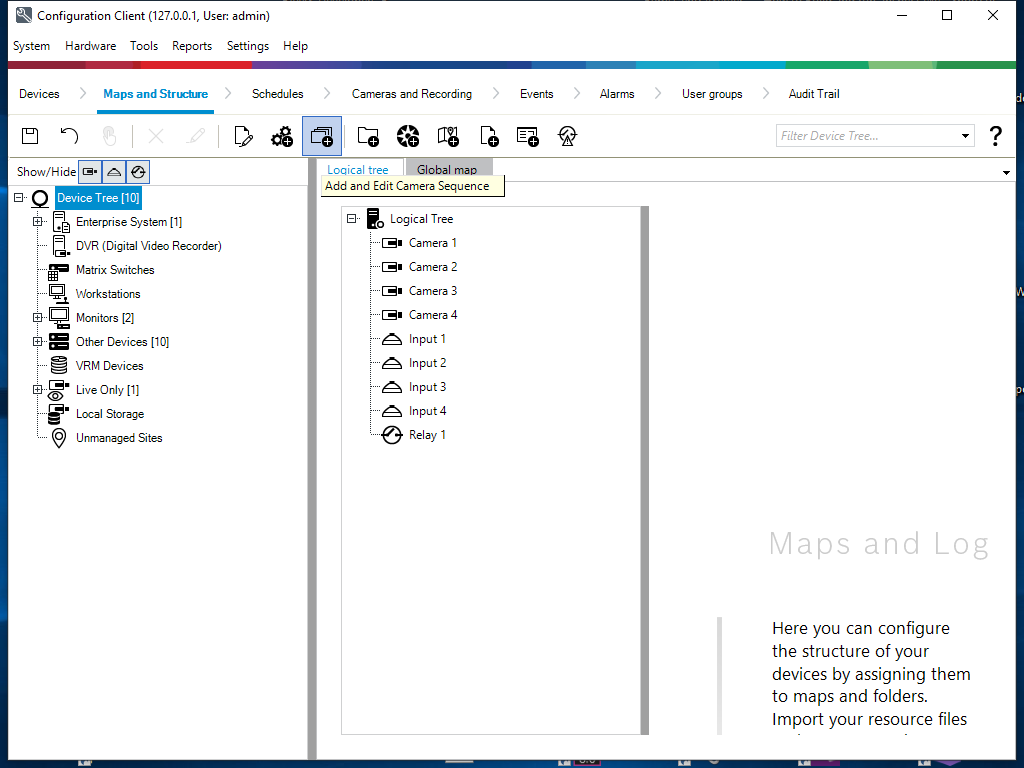 Configuration Client (127.0.0.1, User: admin)
System Hardware Tools Reports Settings Help
Devices Maps and Structure Schedules Cameras and Recording Events Alarms User groups Audit Trail
Filter Device Tree... ?
Show/Hide
Logical tree Global map
Add and Edit Camera Sequence
Device Tree [10]
Enterprise System [1]
DVR (Digital Video Recorder)
Matrix Switches
Workstations
Monitors [2]
Other Devices [10]
VRM Devices
Live Only [1]
Local Storage
Unmanaged Sites
Logical Tree
Camera 1
Camera 2
Camera 3
Camera 4
Input 1
Input 2
Input 3
Input 4
Relay 1
Maps and Log
Here you can configure
the structure of your
devices by assigning them
to maps and folders.
Import your resource files